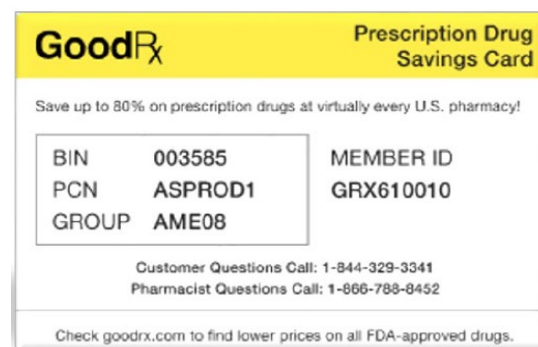 GoodRx
Prescription Drug
Savings Card
Save up to 80% on prescription drugs at virtually every U.S. pharmacy!
BIN 003585
PCN ASPROD1
GROUP AME08
MEMBER ID
GRX610010
Customer Questions Call: 1-844-329-3341
Pharmacist Questions Call: 1-866-788-8452
Check goodrx.com to find lower prices on all FDA-approved drugs.